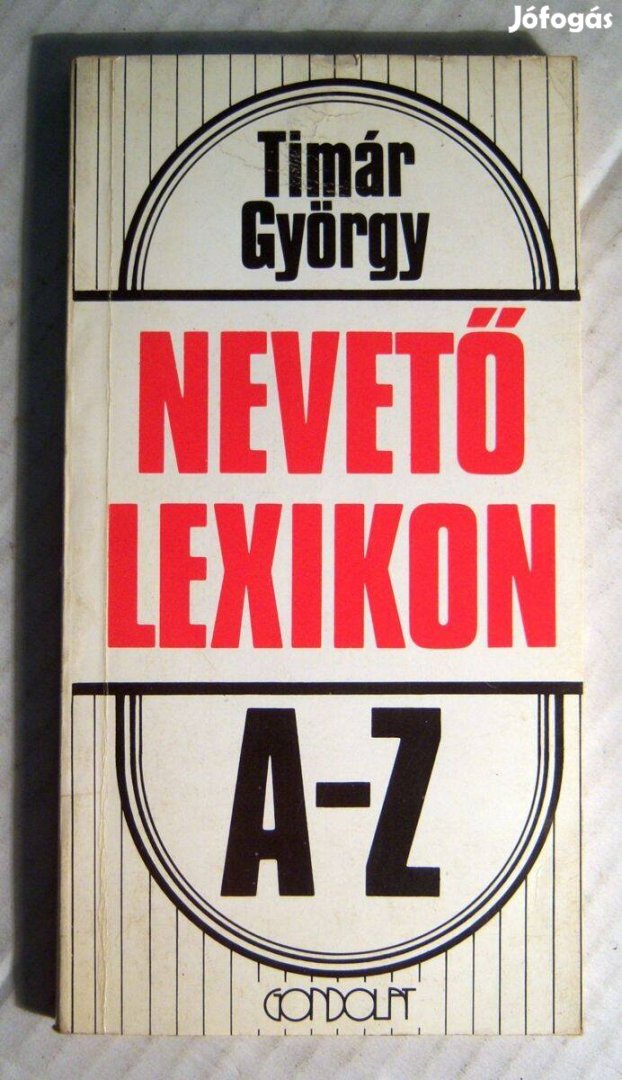 Jófogás
Timár
György
NEVETŐ
LEXIKON
A-Z
GONDOLAT